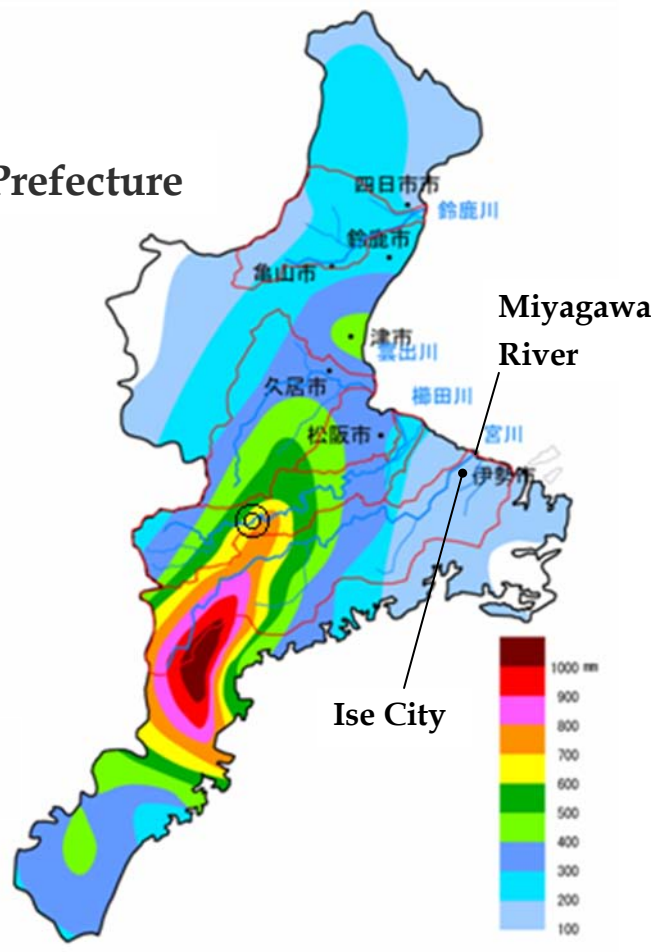 Prefecture
四日市市
鈴鹿川
鈴鹿市
亀山市
Miyagawa
River
津市
雲出川
久居市
櫛田川
松阪市
宮川
伊勢市
Ise City
1000 mm
900
800
700
600
500
400
300
200
100